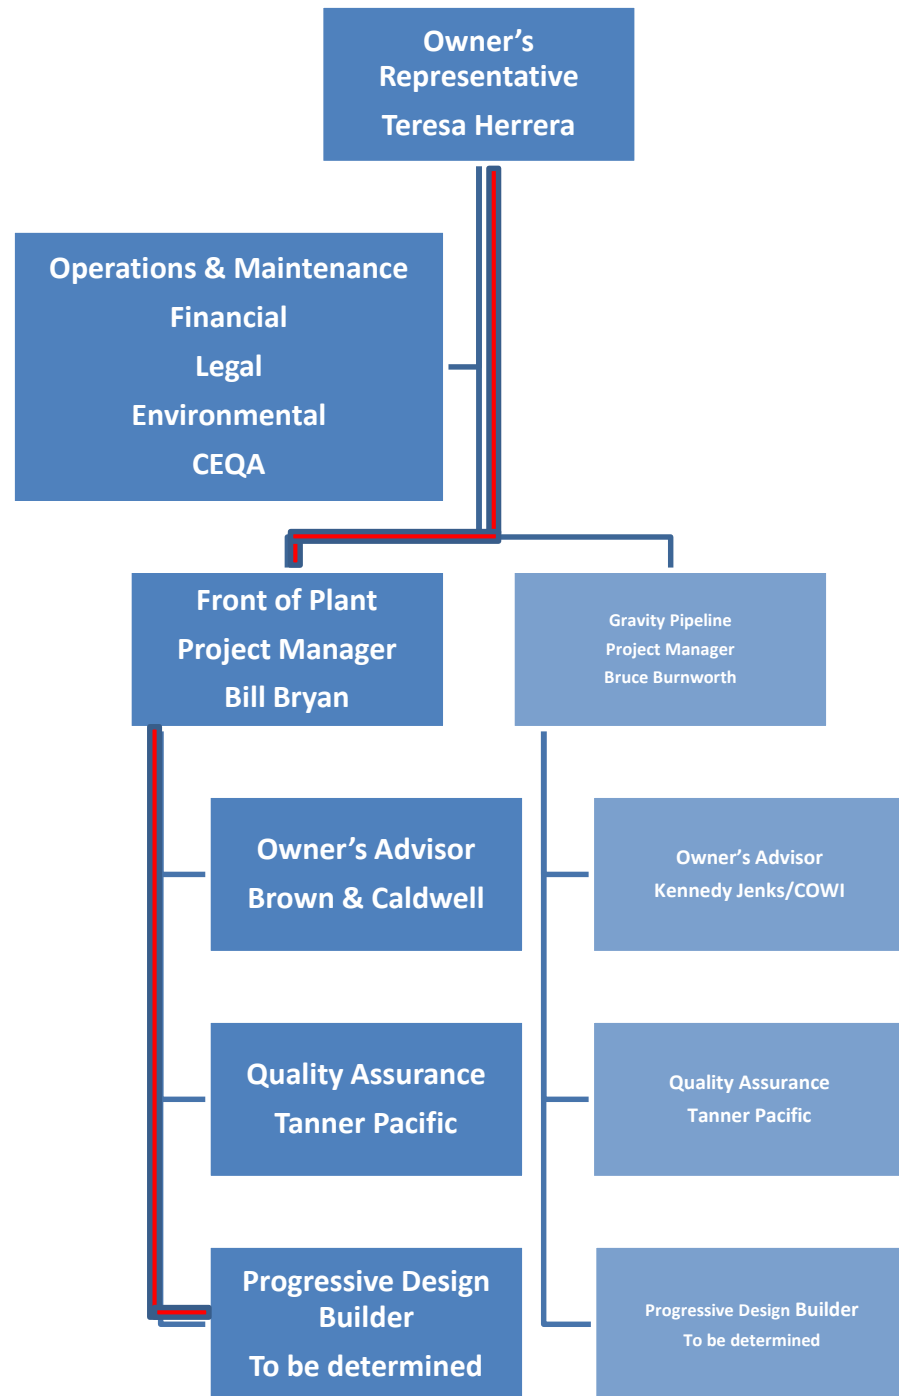 Owner’s
Representative
Teresa Herrera
Operations & Maintenance
Financial
Legal
Environmental
CEQA
Front of Plant
Project Manager
Bill Bryan
Gravity Pipeline
Project Manager
Bruce Burnworth
Owner’s Advisor
Brown & Caldwell
Owner’s Advisor
Kennedy Jenks/COWI
Quality Assurance
Tanner Pacific
Quality Assurance
Tanner Pacific
Progressive Design
Builder
To be determined
Progressive Design Builder
To be determined